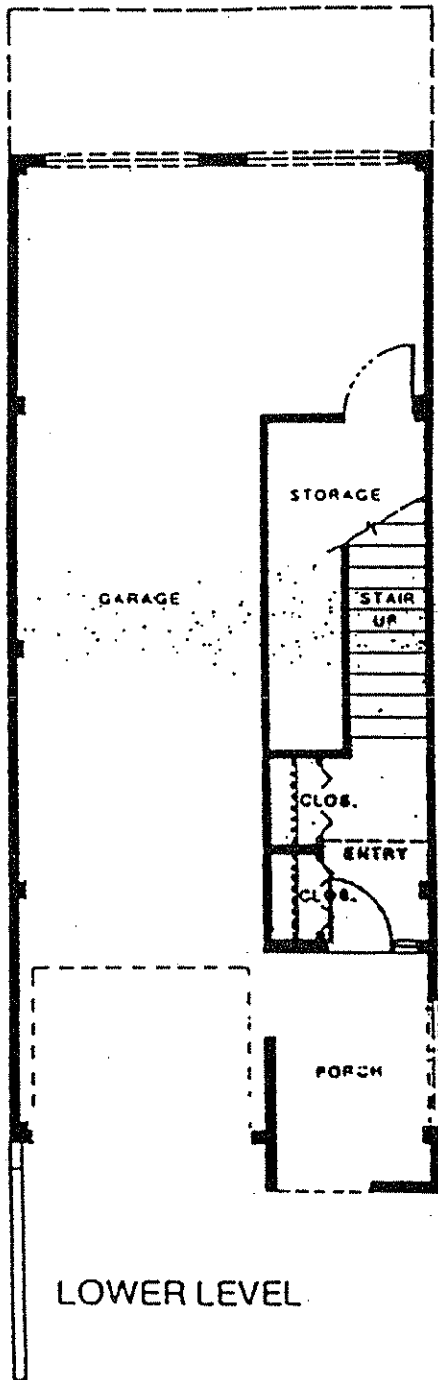 STORAGE
GARAGE
STAIR
UP
CLOS.
ENTRY
CLOS.
PORCH
LOWER LEVEL